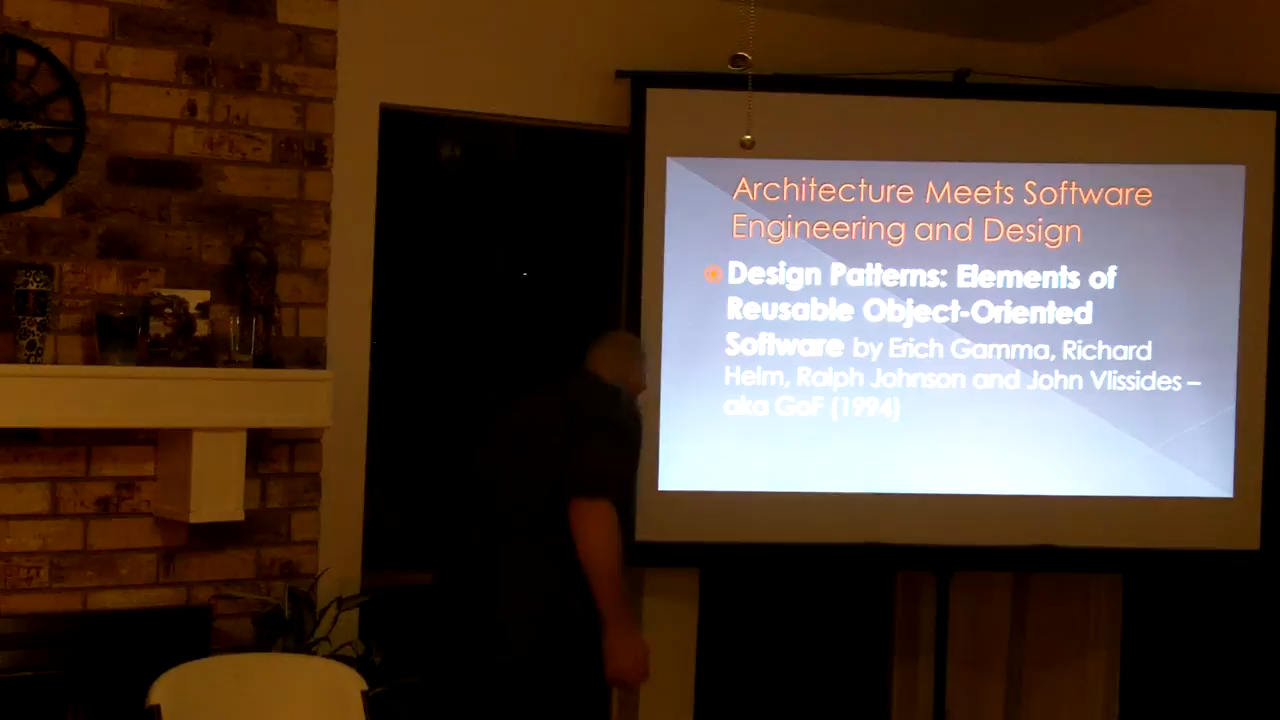 Architecture Meets Software
Engineering and Design
Design Patterns: Elements of
Reusable Object-Oriented
Software by Erich Gamma, Richard
Helm, Ralph Johnson and John Vlissides –
aka GoF (1994)